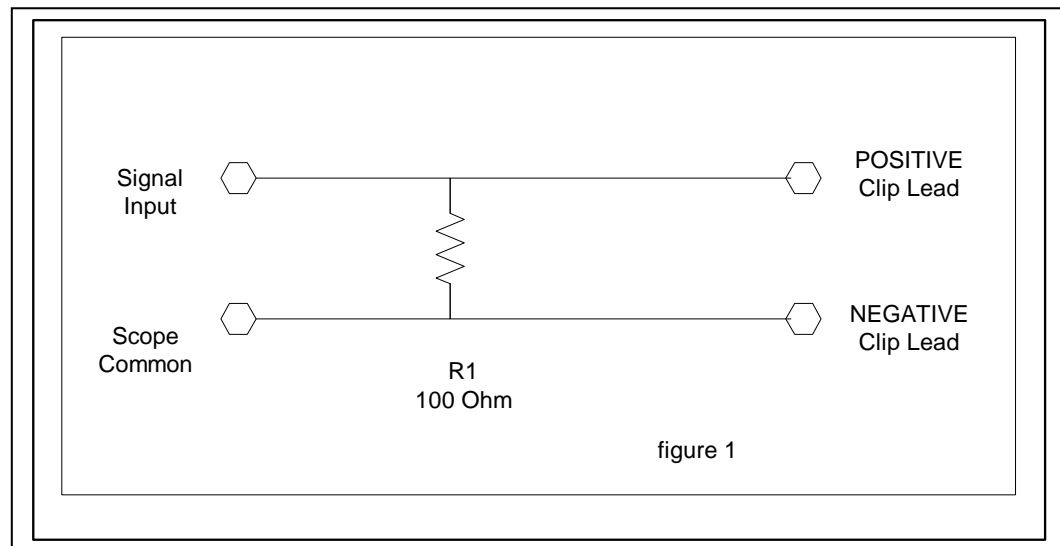 Signal
Input
POSITIVE
Clip Lead
Scope
Common
NEGATIVE
Clip Lead
R1
100 Ohm
figure 1